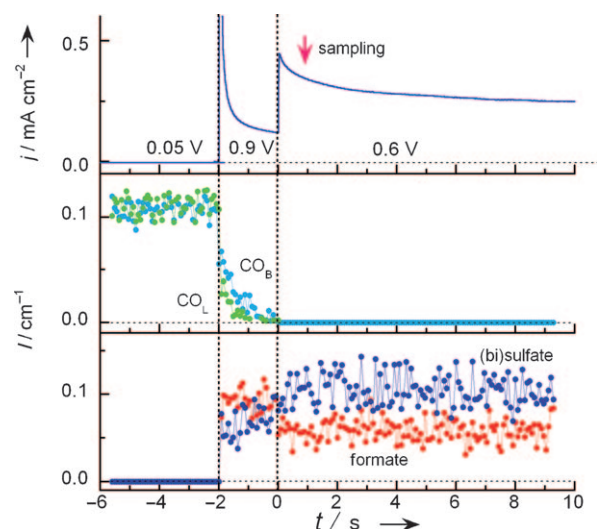 j / mA cm⁻² →
0.5
0.0
sampling
0.05 V
0.9 V
0.6 V
I / cm⁻¹ →
0.1
0.0
CO_L
CO_B
0.1
0.0
(bi)sulfate
formate
−6 −4 −2 0 2 4 6 8 10
t / s →